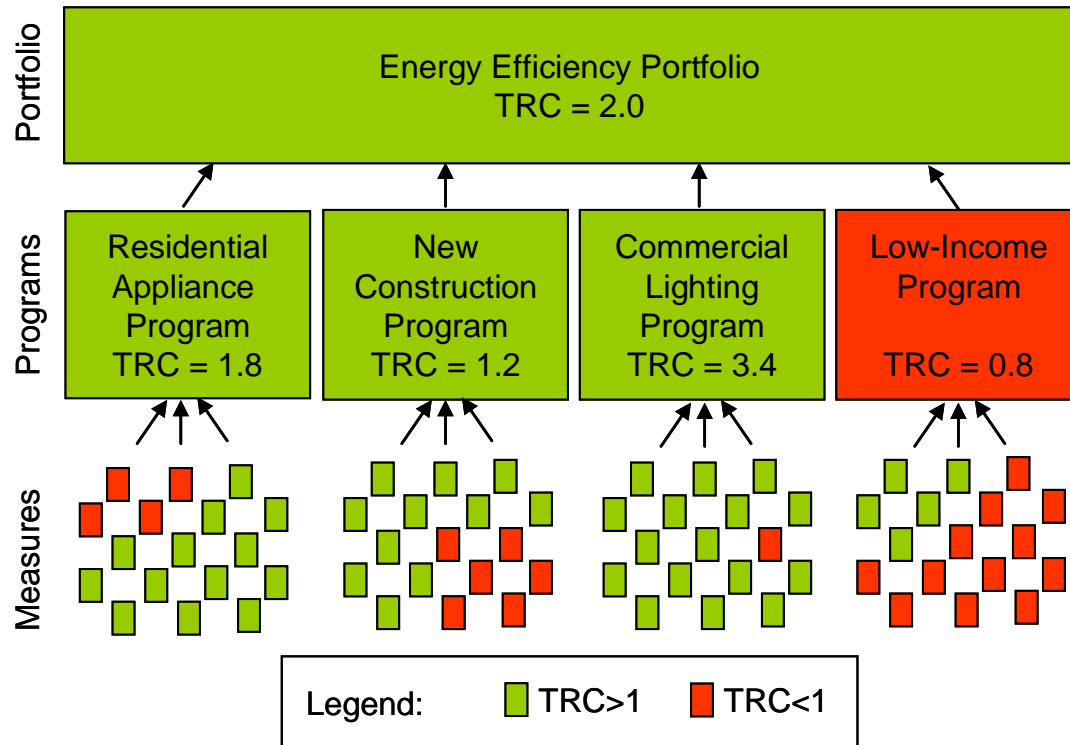 Portfolio
Energy Efficiency Portfolio
TRC = 2.0
Programs
Residential
Appliance
Program
TRC = 1.8
New
Construction
Program
TRC = 1.2
Commercial
Lighting
Program
TRC = 3.4
Low-Income
Program
TRC = 0.8
Measures
Legend:
TRC>1
TRC<1